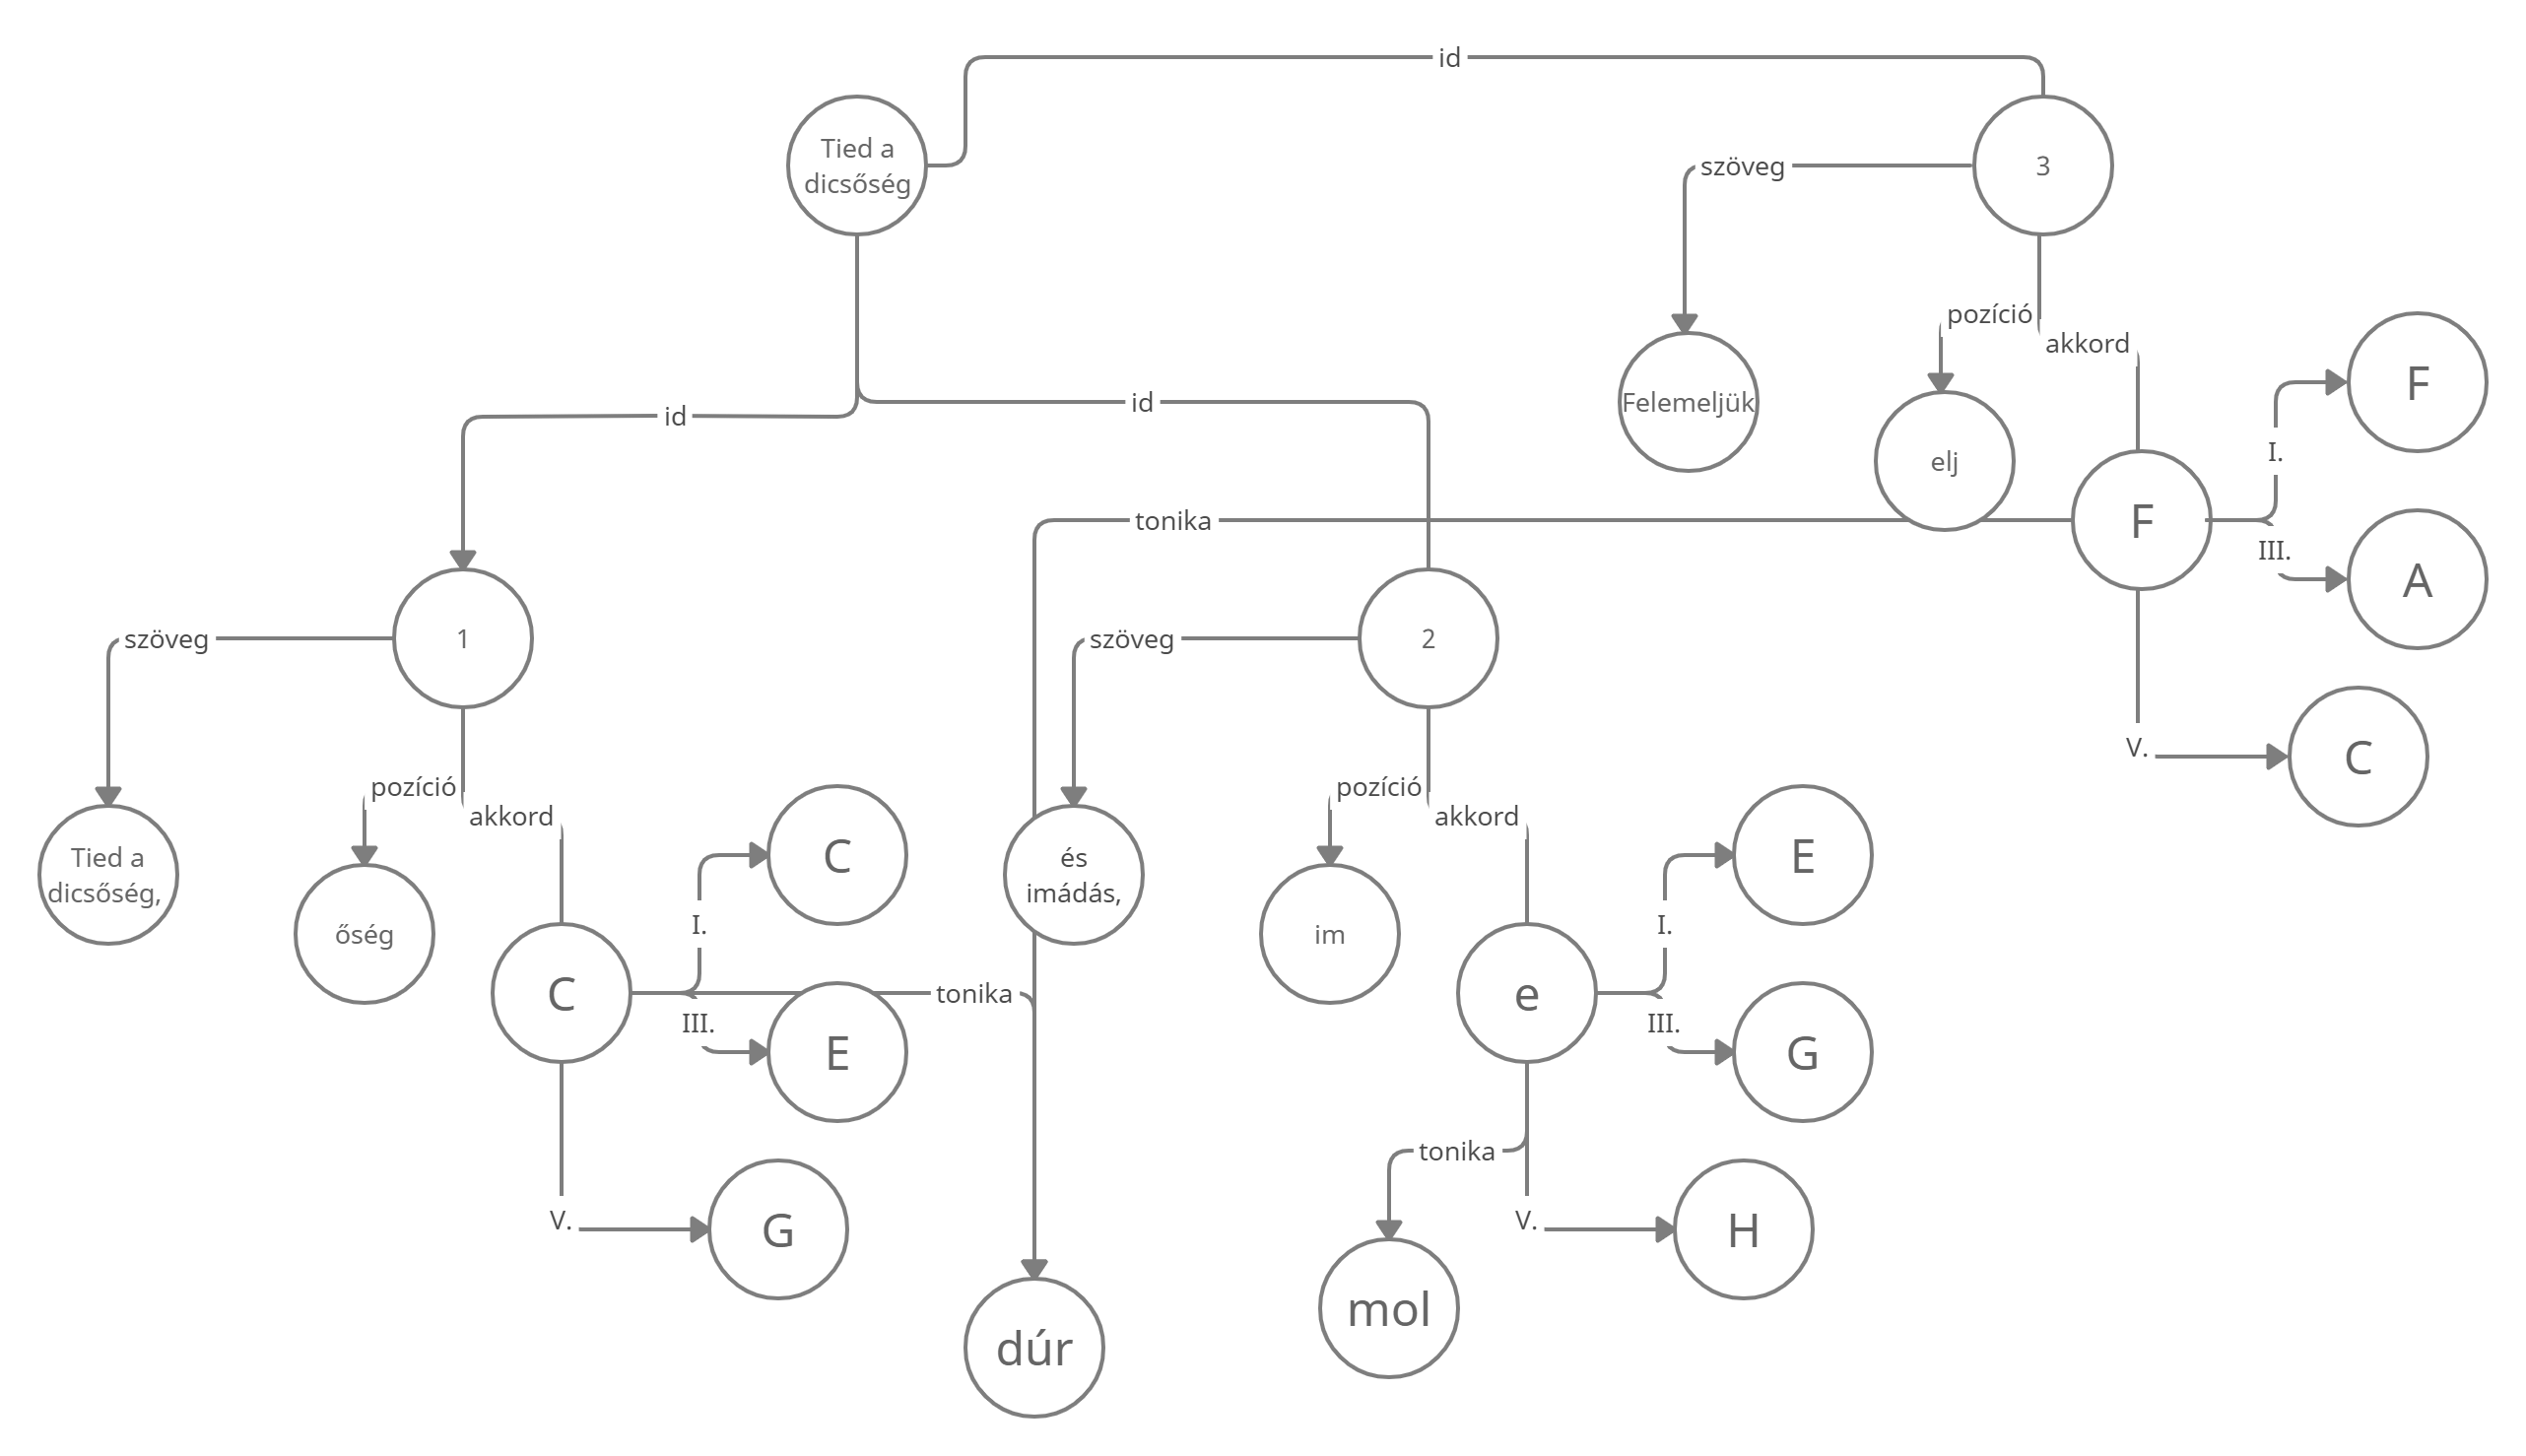 id
Tied a
dicsőség
szöveg
3
pozíció
akkord
F
Felemeljük
id
id
I.
elj
tonika
F
III.
A
szöveg
1
szöveg
2
V.
C
pozíció
akkord
pozíció
akkord
Tied a
dicsőség,
C
és
imádás,
E
őség
I.
im
I.
C
tonika
e
III.
E
III.
G
tonika
V.
G
V.
H
mol
dúr